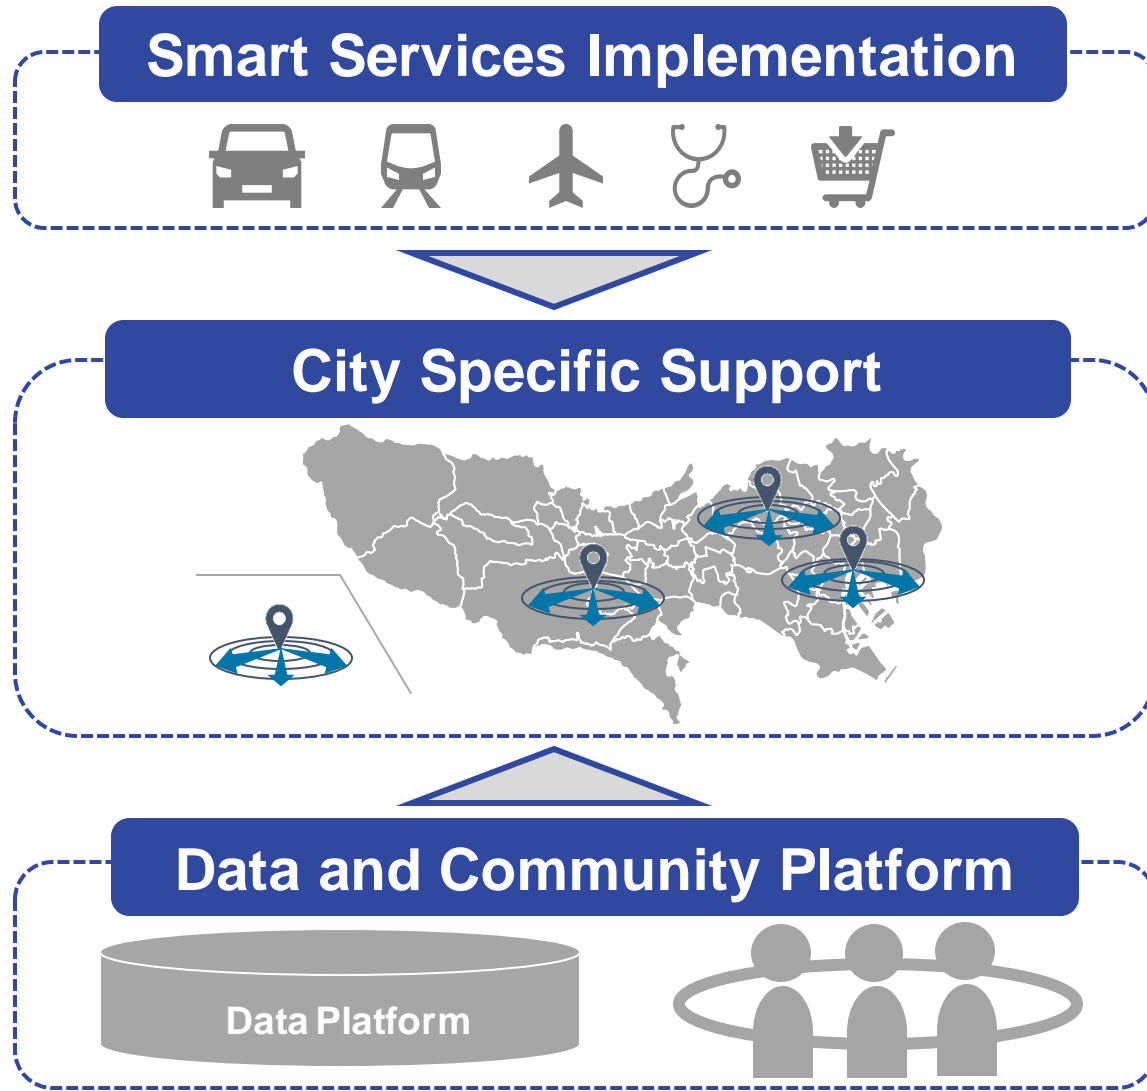 Smart Services Implementation
City Specific Support
Data and Community Platform
Data Platform